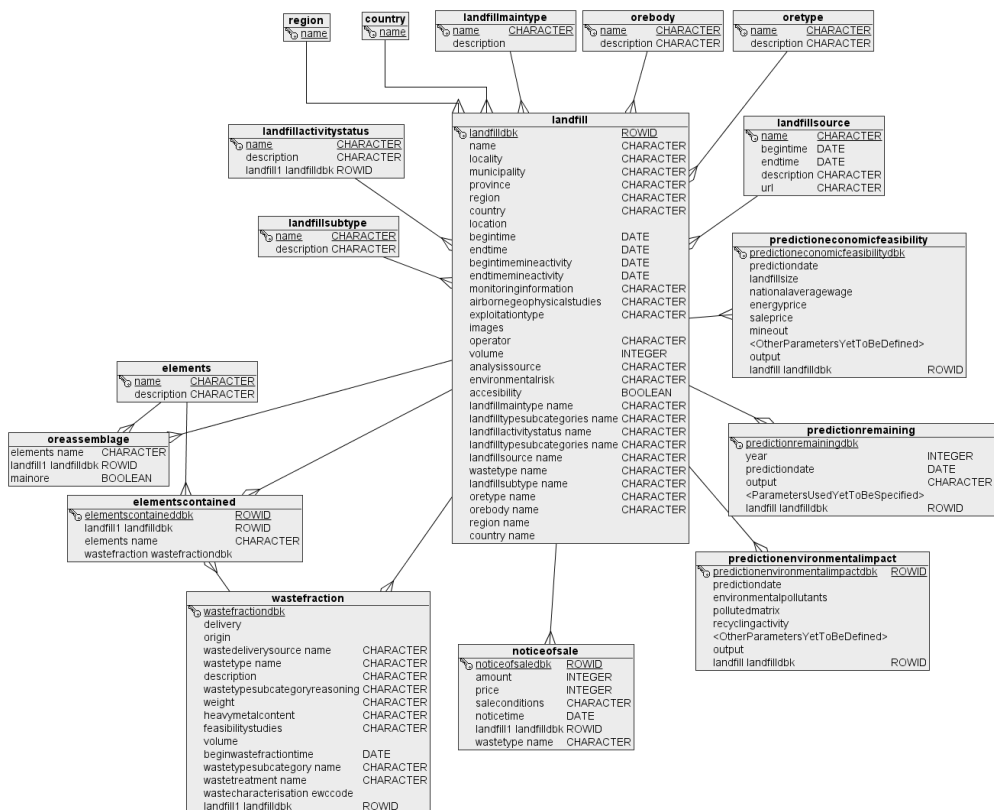 region
name
country
name
landfillmaintype
name CHARACTER
description
orebody
name CHARACTER
description CHARACTER
oretype
name CHARACTER
description CHARACTER
landfillactivitystatus
name CHARACTER
description CHARACTER
landfill1 landfilldbk ROWID
landfillsubtype
name CHARACTER
description CHARACTER
landfill
landfilldbk ROWID
name CHARACTER
locality CHARACTER
municipality CHARACTER
province CHARACTER
region CHARACTER
country CHARACTER
location
begintime DATE
endtime DATE
begintimemineactivity DATE
endtimemineactivity DATE
monitoringinformation CHARACTER
airbornegeophysicalstudies CHARACTER
exploitationtype CHARACTER
images
operator CHARACTER
volume INTEGER
analysissource CHARACTER
environmentalrisk CHARACTER
accesibility BOOLEAN
landfillmaintype name CHARACTER
landfilltypesubcategories name CHARACTER
landfillactivitystatus name CHARACTER
landfilltypesubcategories name CHARACTER
landfillsource name CHARACTER
wastetype name CHARACTER
landfillsubtype name CHARACTER
oretype name CHARACTER
orebody name CHARACTER
region name
country name
landfillsource
name CHARACTER
begintime DATE
endtime DATE
description CHARACTER
url CHARACTER
predictioneconomicfeasibility
predictioneconomicfeasibilitydbk
predictiondate
landfillsize
nationalaveragewage
energyprice
saleprice
mineout
<OtherParametersYetToBeDefined>
output
landfill landfilldbk ROWID
elements
name CHARACTER
description CHARACTER
oreassemblage
elements name CHARACTER
landfill1 landfilldbk ROWID
mainore BOOLEAN
elementscontained
elementscontaineddbk ROWID
landfill1 landfilldbk ROWID
elements name CHARACTER
wastefraction wastefractiondbk
predictionremaining
predictionremainingdbk
year INTEGER
predictiondate DATE
output CHARACTER
<ParametersUsedYetToBeSpecified>
landfill landfilldbk ROWID
predictionenvironmentalimpact
predictionenvironmentalimpactdbk ROWID
predictiondate
environmentalpollutants
pollutedmatrix
recyclingactivity
<OtherParametersYetToBeDefined>
output
landfill landfilldbk ROWID
wastefraction
wastefractiondbk
delivery
origin
wastedeliverysource name CHARACTER
wastetype name CHARACTER
description CHARACTER
wastetypesubcategoryreasoning CHARACTER
weight CHARACTER
heavymetalcontent CHARACTER
feasibilitystudies CHARACTER
volume
beginwastefractiontime DATE
wastetypesubcategory name CHARACTER
wastetreatment name CHARACTER
wastecharacterisation ewccode
landfill1 landfilldbk ROWID
noticeofsale
noticeofsaledbk ROWID
amount INTEGER
price INTEGER
saleconditions CHARACTER
noticetime DATE
landfill1 landfilldbk ROWID
wastetype name CHARACTER